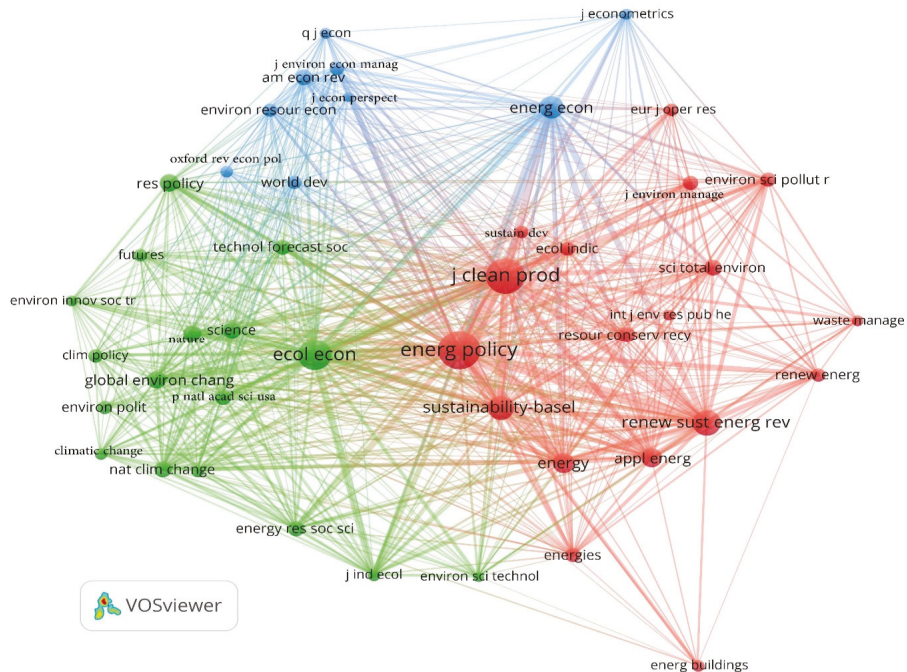 j econometrics
q j econ
j environ econ manag
am econ rev
j econ perspect
environ resour econ
energ econ
eur j oper res
oxford rev econ pol
res policy
world dev
environ sci pollut r
j environ manage
sustain dev
technol forecast soc
ecol indic
futures
sci total environ
j clean prod
environ innov soc tr
int j env res pub he
waste manage
science
nature
resour conserv recy
clim policy
ecol econ
energ policy
global environ chang
renew energ
p natl acad sci usa
environ polit
sustainability-basel
renew sust energ rev
climatic change
nat clim change
energy
appl energ
energy res soc sci
energies
j ind ecol
environ sci technol
VOSviewer
energ buildings